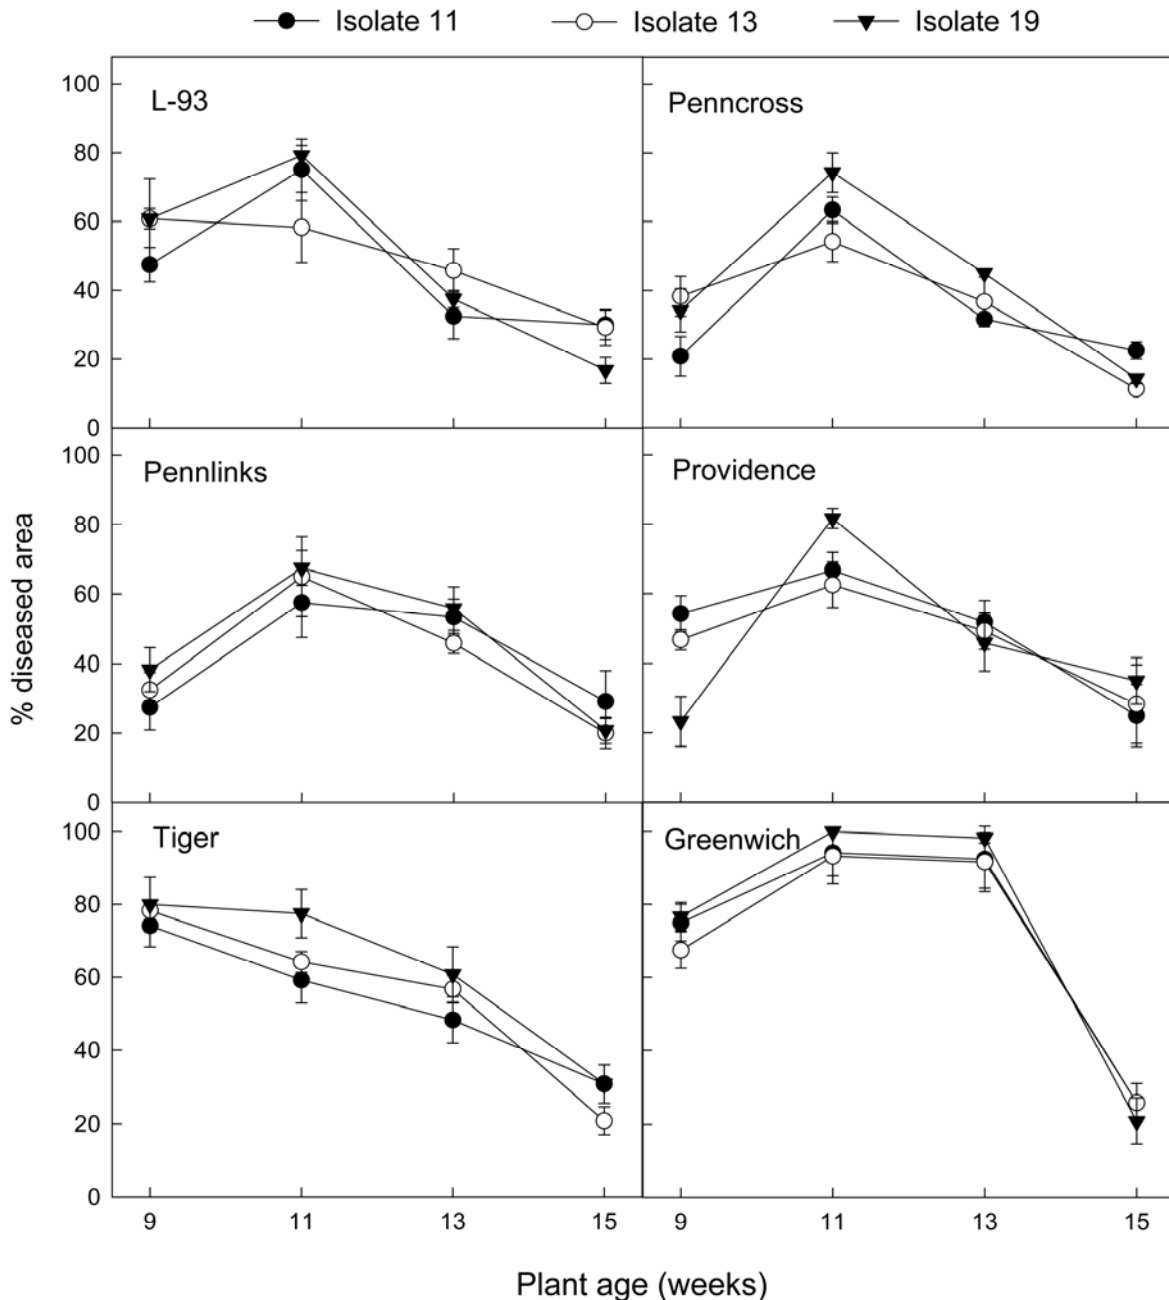 Isolate 11 Isolate 13 Isolate 19
L-93
100
80
60
40
20
0
Penncross
Pennlinks
100
80
60
40
20
0
Providence
Tiger
100
80
60
40
20
0
9 11 13 15
Greenwich
9 11 13 15
% diseased area
Plant age (weeks)